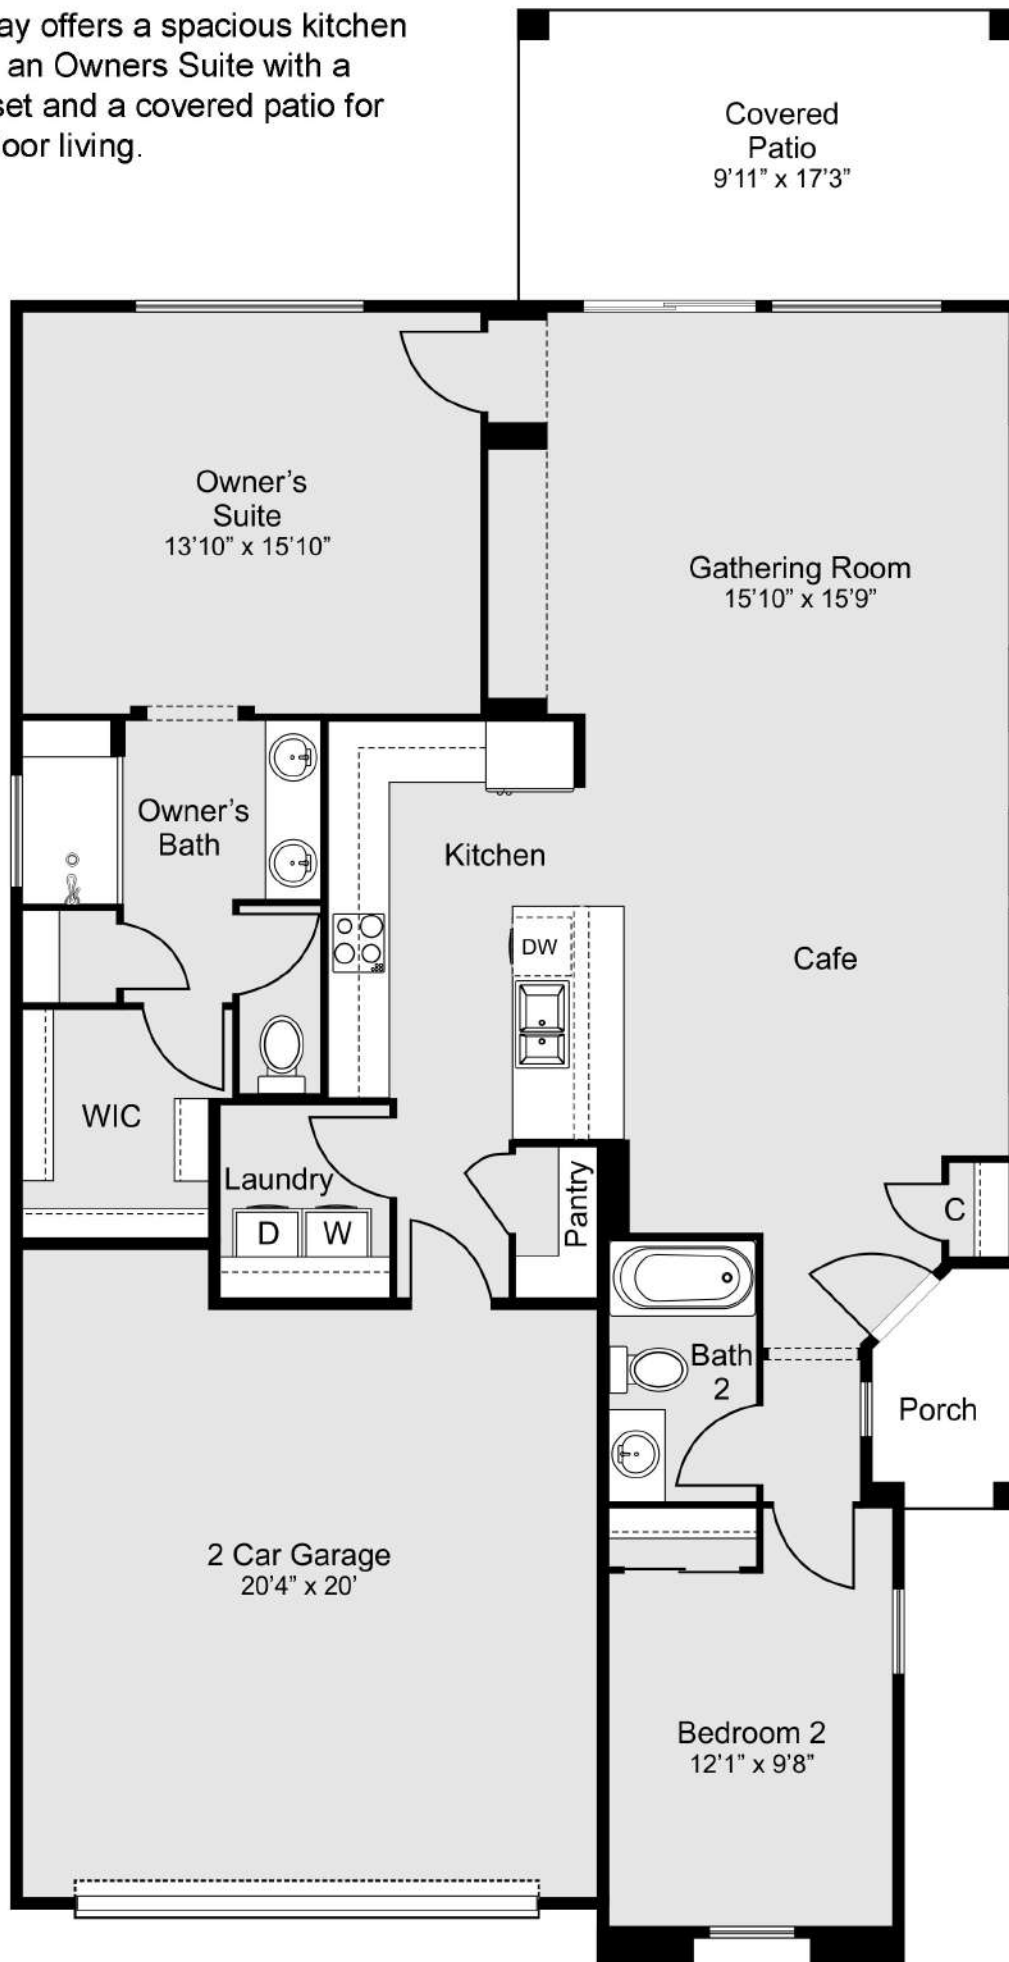 ay offers a spacious kitchen
an Owners Suite with a
set and a covered patio for
oor living.
Covered
Patio
9’11” x 17’3”
Owner’s
Suite
13’10” x 15’10”
Gathering Room
15’10” x 15’9”
Owner’s
Bath
Kitchen
DW
Cafe
WIC
Laundry
D
W
Pantry
C
Bath
2
Porch
2 Car Garage
20’4” x 20’
Bedroom 2
12’1” x 9’8”